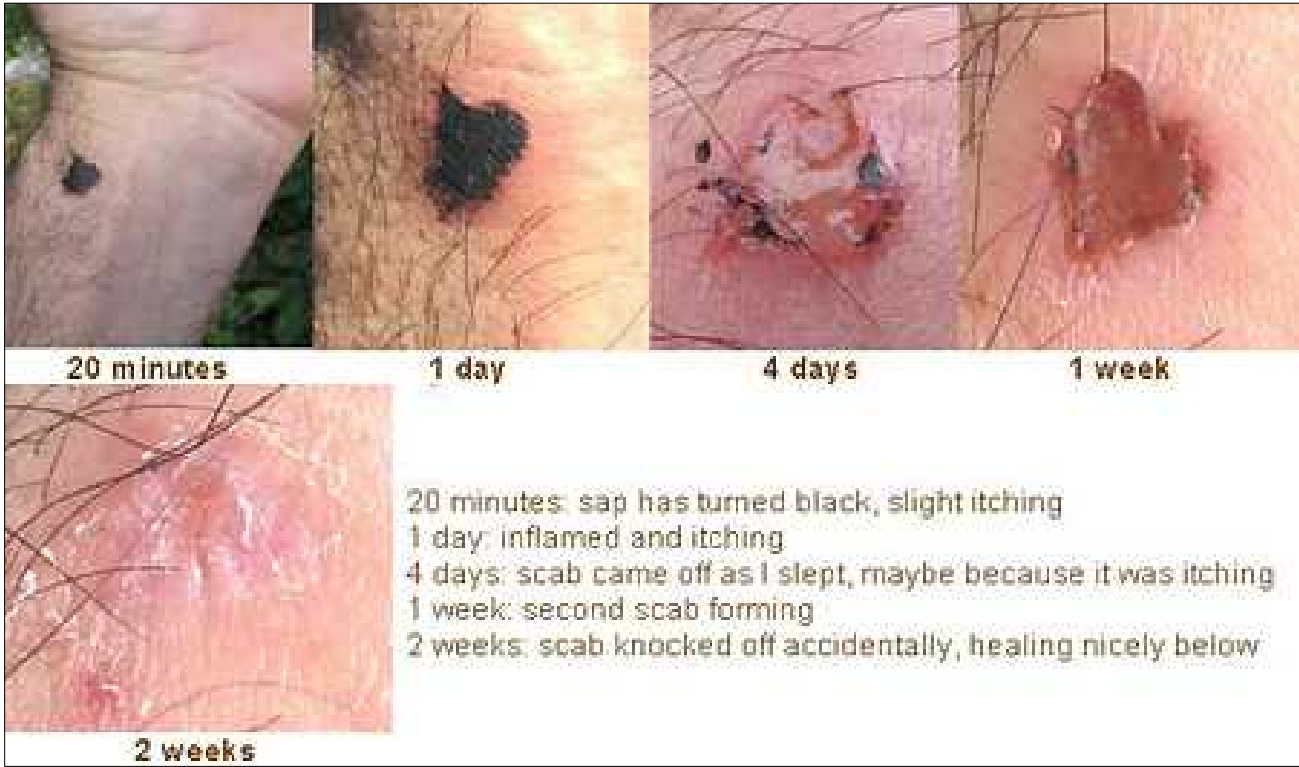 20 minutes
1 day
4 days
1 week
20 minutes: sap has turned black, slight itching
1 day: inflamed and itching
4 days: scab came off as I slept, maybe because it was itching
1 week: second scab forming
2 weeks: scab knocked off accidentally, healing nicely below
2 weeks